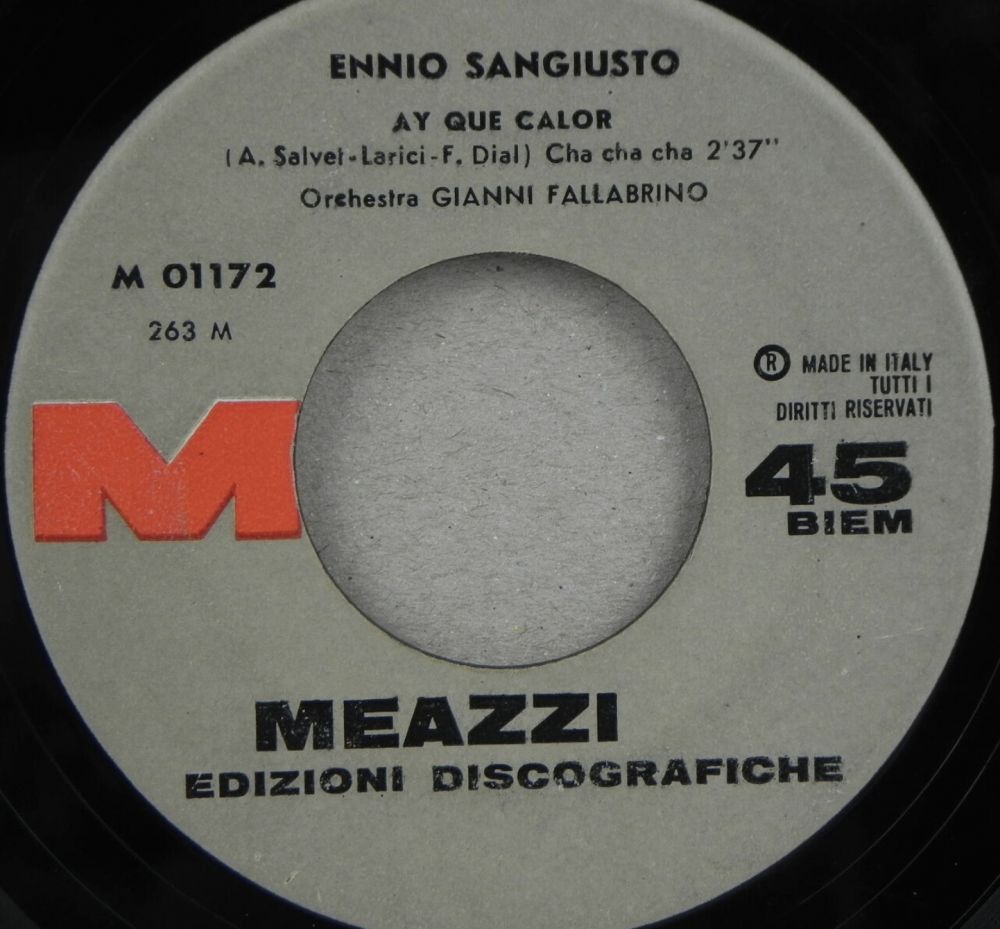 ENNIO SANGIUSTO
AY QUE CALOR
(A. Salvet-Larici-F. Dial) Cha cha cha 2'37''
Orchestra GIANNI FALLABRINO
M 01172
263 M
® MADE IN ITALY
TUTTI I
DIRITTI RISERVATI
M
45
BIEM
MEAZZI
EDIZIONI DISCOGRAFICHE